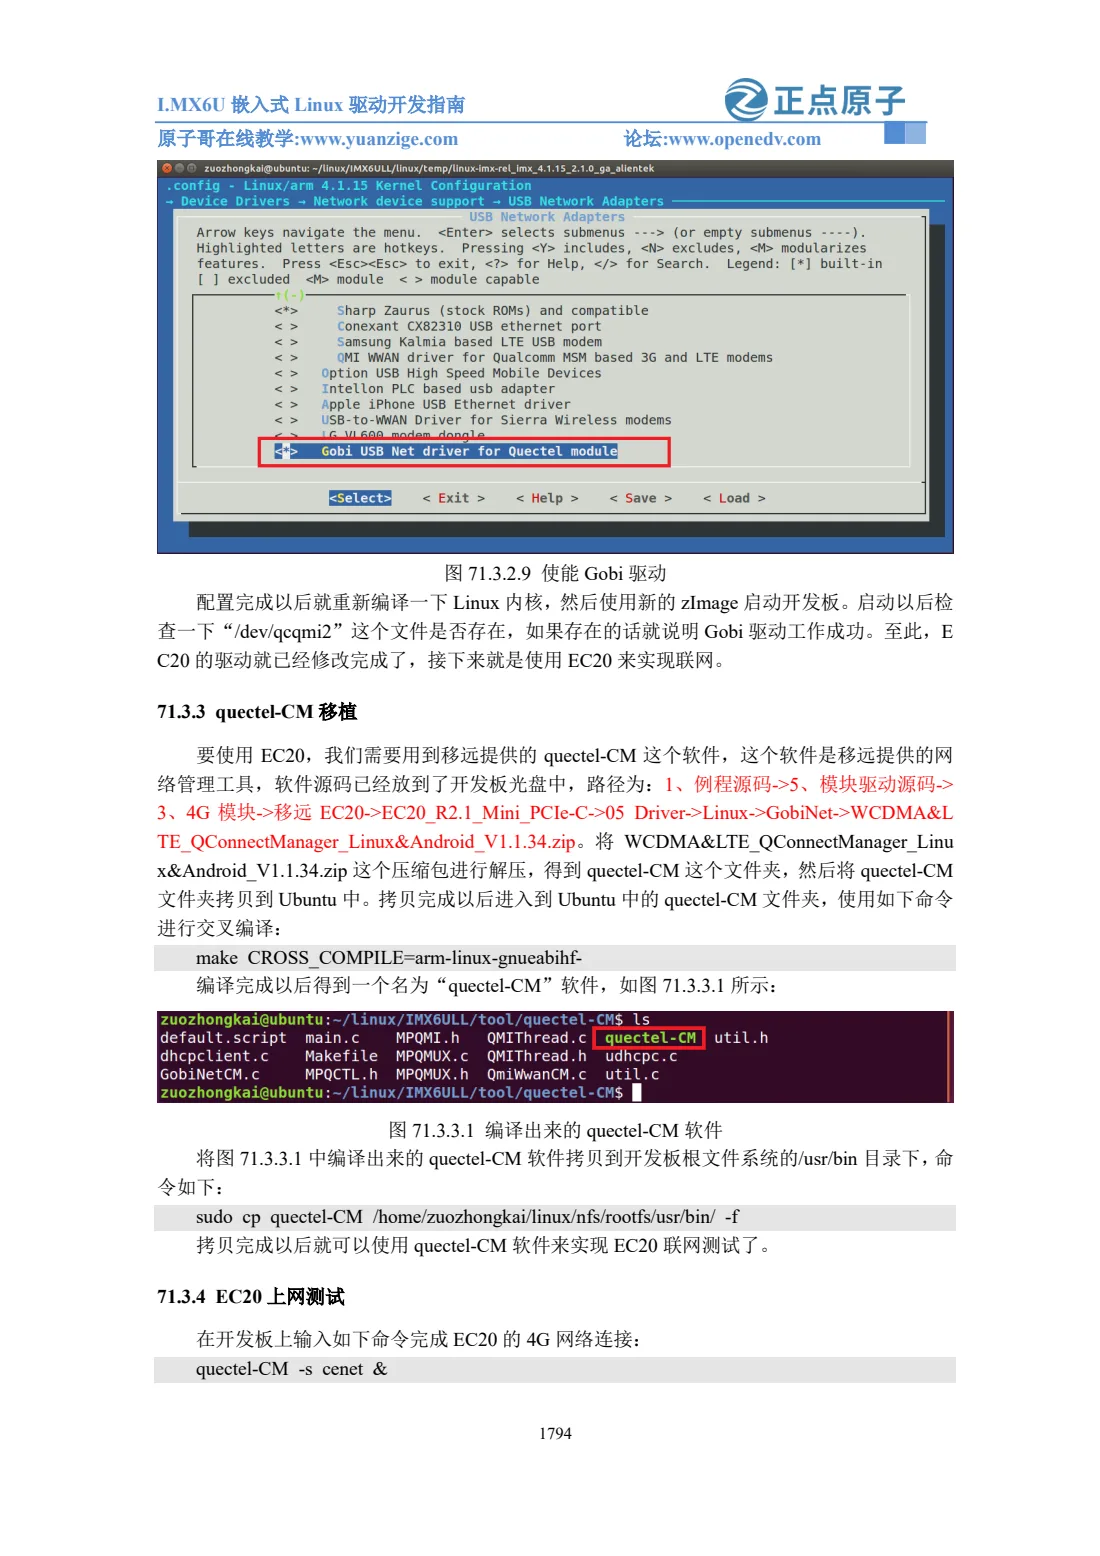 I.MX6U 嵌入式 Linux 驱动开发指南
正点原子
原子哥在线教学:www.yuanzige.com 论坛:www.openedv.com
zuozhongkai@ubuntu: ~/linux/IMX6ULL/linux/temp/linux-imx-rel_imx_4.1.15_2.1.0_ga_alientek
.config - Linux/arm 4.1.15 Kernel Configuration
→ Device Drivers → Network device support → USB Network Adapters
USB Network Adapters
Arrow keys navigate the menu. <Enter> selects submenus ---> (or empty submenus ----).
Highlighted letters are hotkeys. Pressing <Y> includes, <N> excludes, <M> modularizes
features. Press <Esc><Esc> to exit, <?> for Help, </> for Search. Legend: [*] built-in
[ ] excluded <M> module < > module capable
↑(-)
<*> Sharp Zaurus (stock ROMs) and compatible
< > Conexant CX82310 USB ethernet port
< > Samsung Kalmia based LTE USB modem
< > QMI WWAN driver for Qualcomm MSM based 3G and LTE modems
< > Option USB High Speed Mobile Devices
< > Intellon PLC based usb adapter
< > Apple iPhone USB Ethernet driver
< > USB-to-WWAN Driver for Sierra Wireless modems
< > LG VL600 modem dongle
<*> Gobi USB Net driver for Quectel module
<Select> < Exit > < Help > < Save > < Load >
图 71.3.2.9 使能 Gobi 驱动
配置完成以后就重新编译一下 Linux 内核，然后使用新的 zImage 启动开发板。启动以后检
查一下“/dev/qcqmi2”这个文件是否存在，如果存在的话就说明 Gobi 驱动工作成功。至此，E
C20 的驱动就已经修改完成了，接下来就是使用 EC20 来实现联网。
71.3.3 quectel-CM 移植
要使用 EC20，我们需要用到移远提供的 quectel-CM 这个软件，这个软件是移远提供的网
络管理工具，软件源码已经放到了开发板光盘中，路径为：1、例程源码->5、模块驱动源码->
3、4G 模块->移远 EC20->EC20_R2.1_Mini_PCIe-C->05 Driver->Linux->GobiNet->WCDMA&L
TE_QConnectManager_Linux&Android_V1.1.34.zip。将 WCDMA&LTE_QConnectManager_Linu
x&Android_V1.1.34.zip 这个压缩包进行解压，得到 quectel-CM 这个文件夹，然后将 quectel-CM
文件夹拷贝到 Ubuntu 中。拷贝完成以后进入到 Ubuntu 中的 quectel-CM 文件夹，使用如下命令
进行交叉编译：
make CROSS_COMPILE=arm-linux-gnueabihf-
编译完成以后得到一个名为“quectel-CM”软件，如图 71.3.3.1 所示：
zuozhongkai@ubuntu:~/linux/IMX6ULL/tool/quectel-CM$ ls
default.script main.c MPQMI.h QMIThread.c quectel-CM util.h
dhcpclient.c Makefile MPQMUX.c QMIThread.h udhcpc.c
GobiNetCM.c MPQCTL.h MPQMUX.h QmiWwanCM.c util.c
zuozhongkai@ubuntu:~/linux/IMX6ULL/tool/quectel-CM$
图 71.3.3.1 编译出来的 quectel-CM 软件
将图 71.3.3.1 中编译出来的 quectel-CM 软件拷贝到开发板根文件系统的/usr/bin 目录下，命
令如下：
sudo cp quectel-CM /home/zuozhongkai/linux/nfs/rootfs/usr/bin/ -f
拷贝完成以后就可以使用 quectel-CM 软件来实现 EC20 联网测试了。
71.3.4 EC20 上网测试
在开发板上输入如下命令完成 EC20 的 4G 网络连接：
quectel-CM -s cenet &
1794